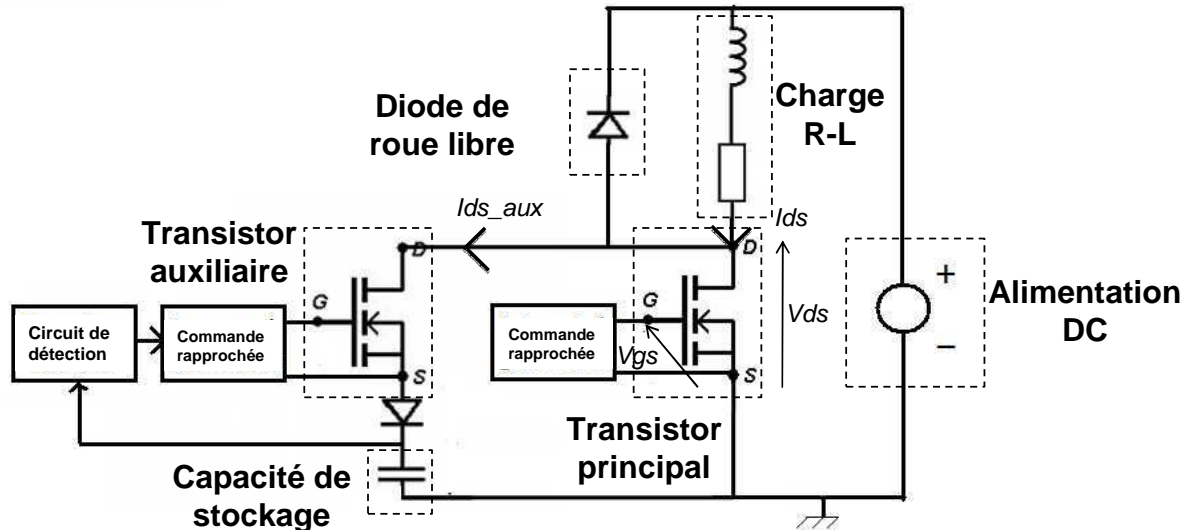 Diode de
roue libre
Charge
R-L
Ids_aux
Ids
Transistor
auxiliaire
D
G
S
Circuit de
détection
Commande
rapprochée
D
G
S
Commande
rapprochée
Vgs
Vds
+
−
Alimentation
DC
Transistor
principal
Capacité de
stockage